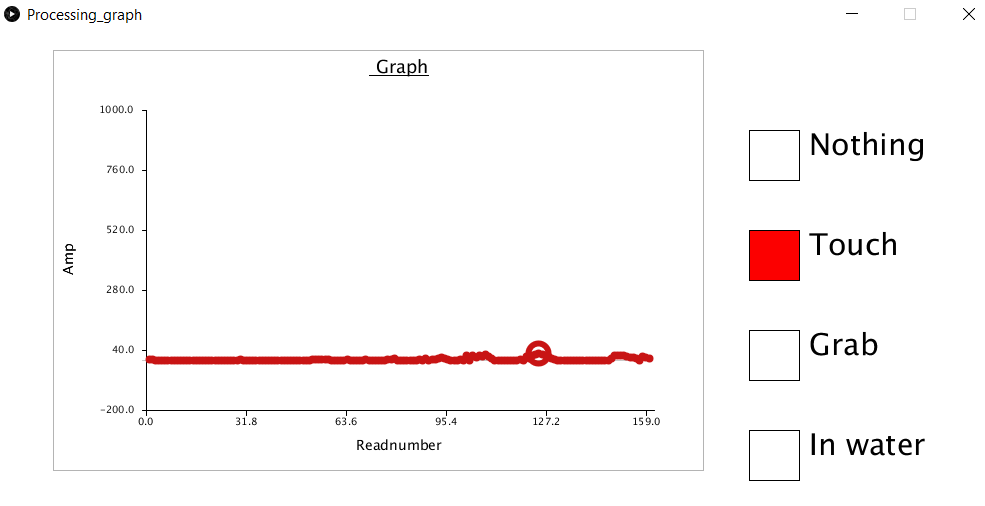 Processing_graph
Graph
1000.0
760.0
520.0
280.0
40.0
-200.0
Amp
0.0 31.8 63.6 95.4 127.2 159.0
Readnumber
Nothing
Touch
Grab
In water